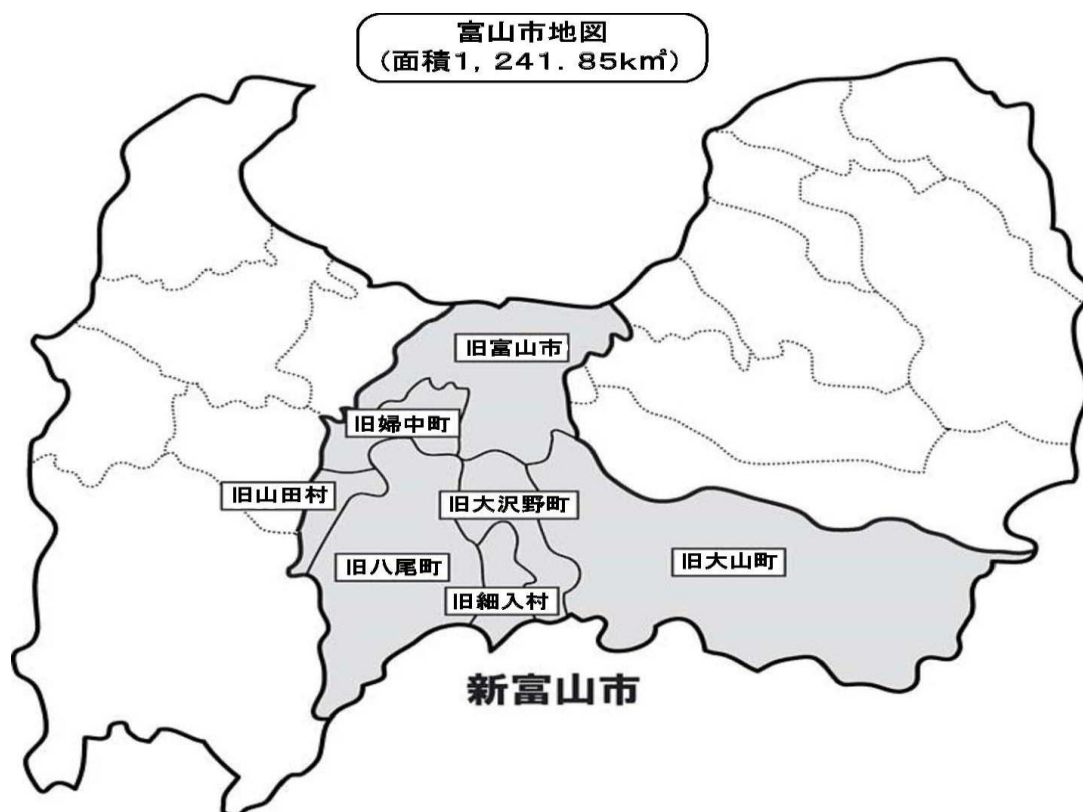 富山市地図
(面積1,241.85k㎡)
旧富山市
旧婦中町
旧山田村
旧大沢野町
旧八尾町
旧大山町
旧細入村
新富山市